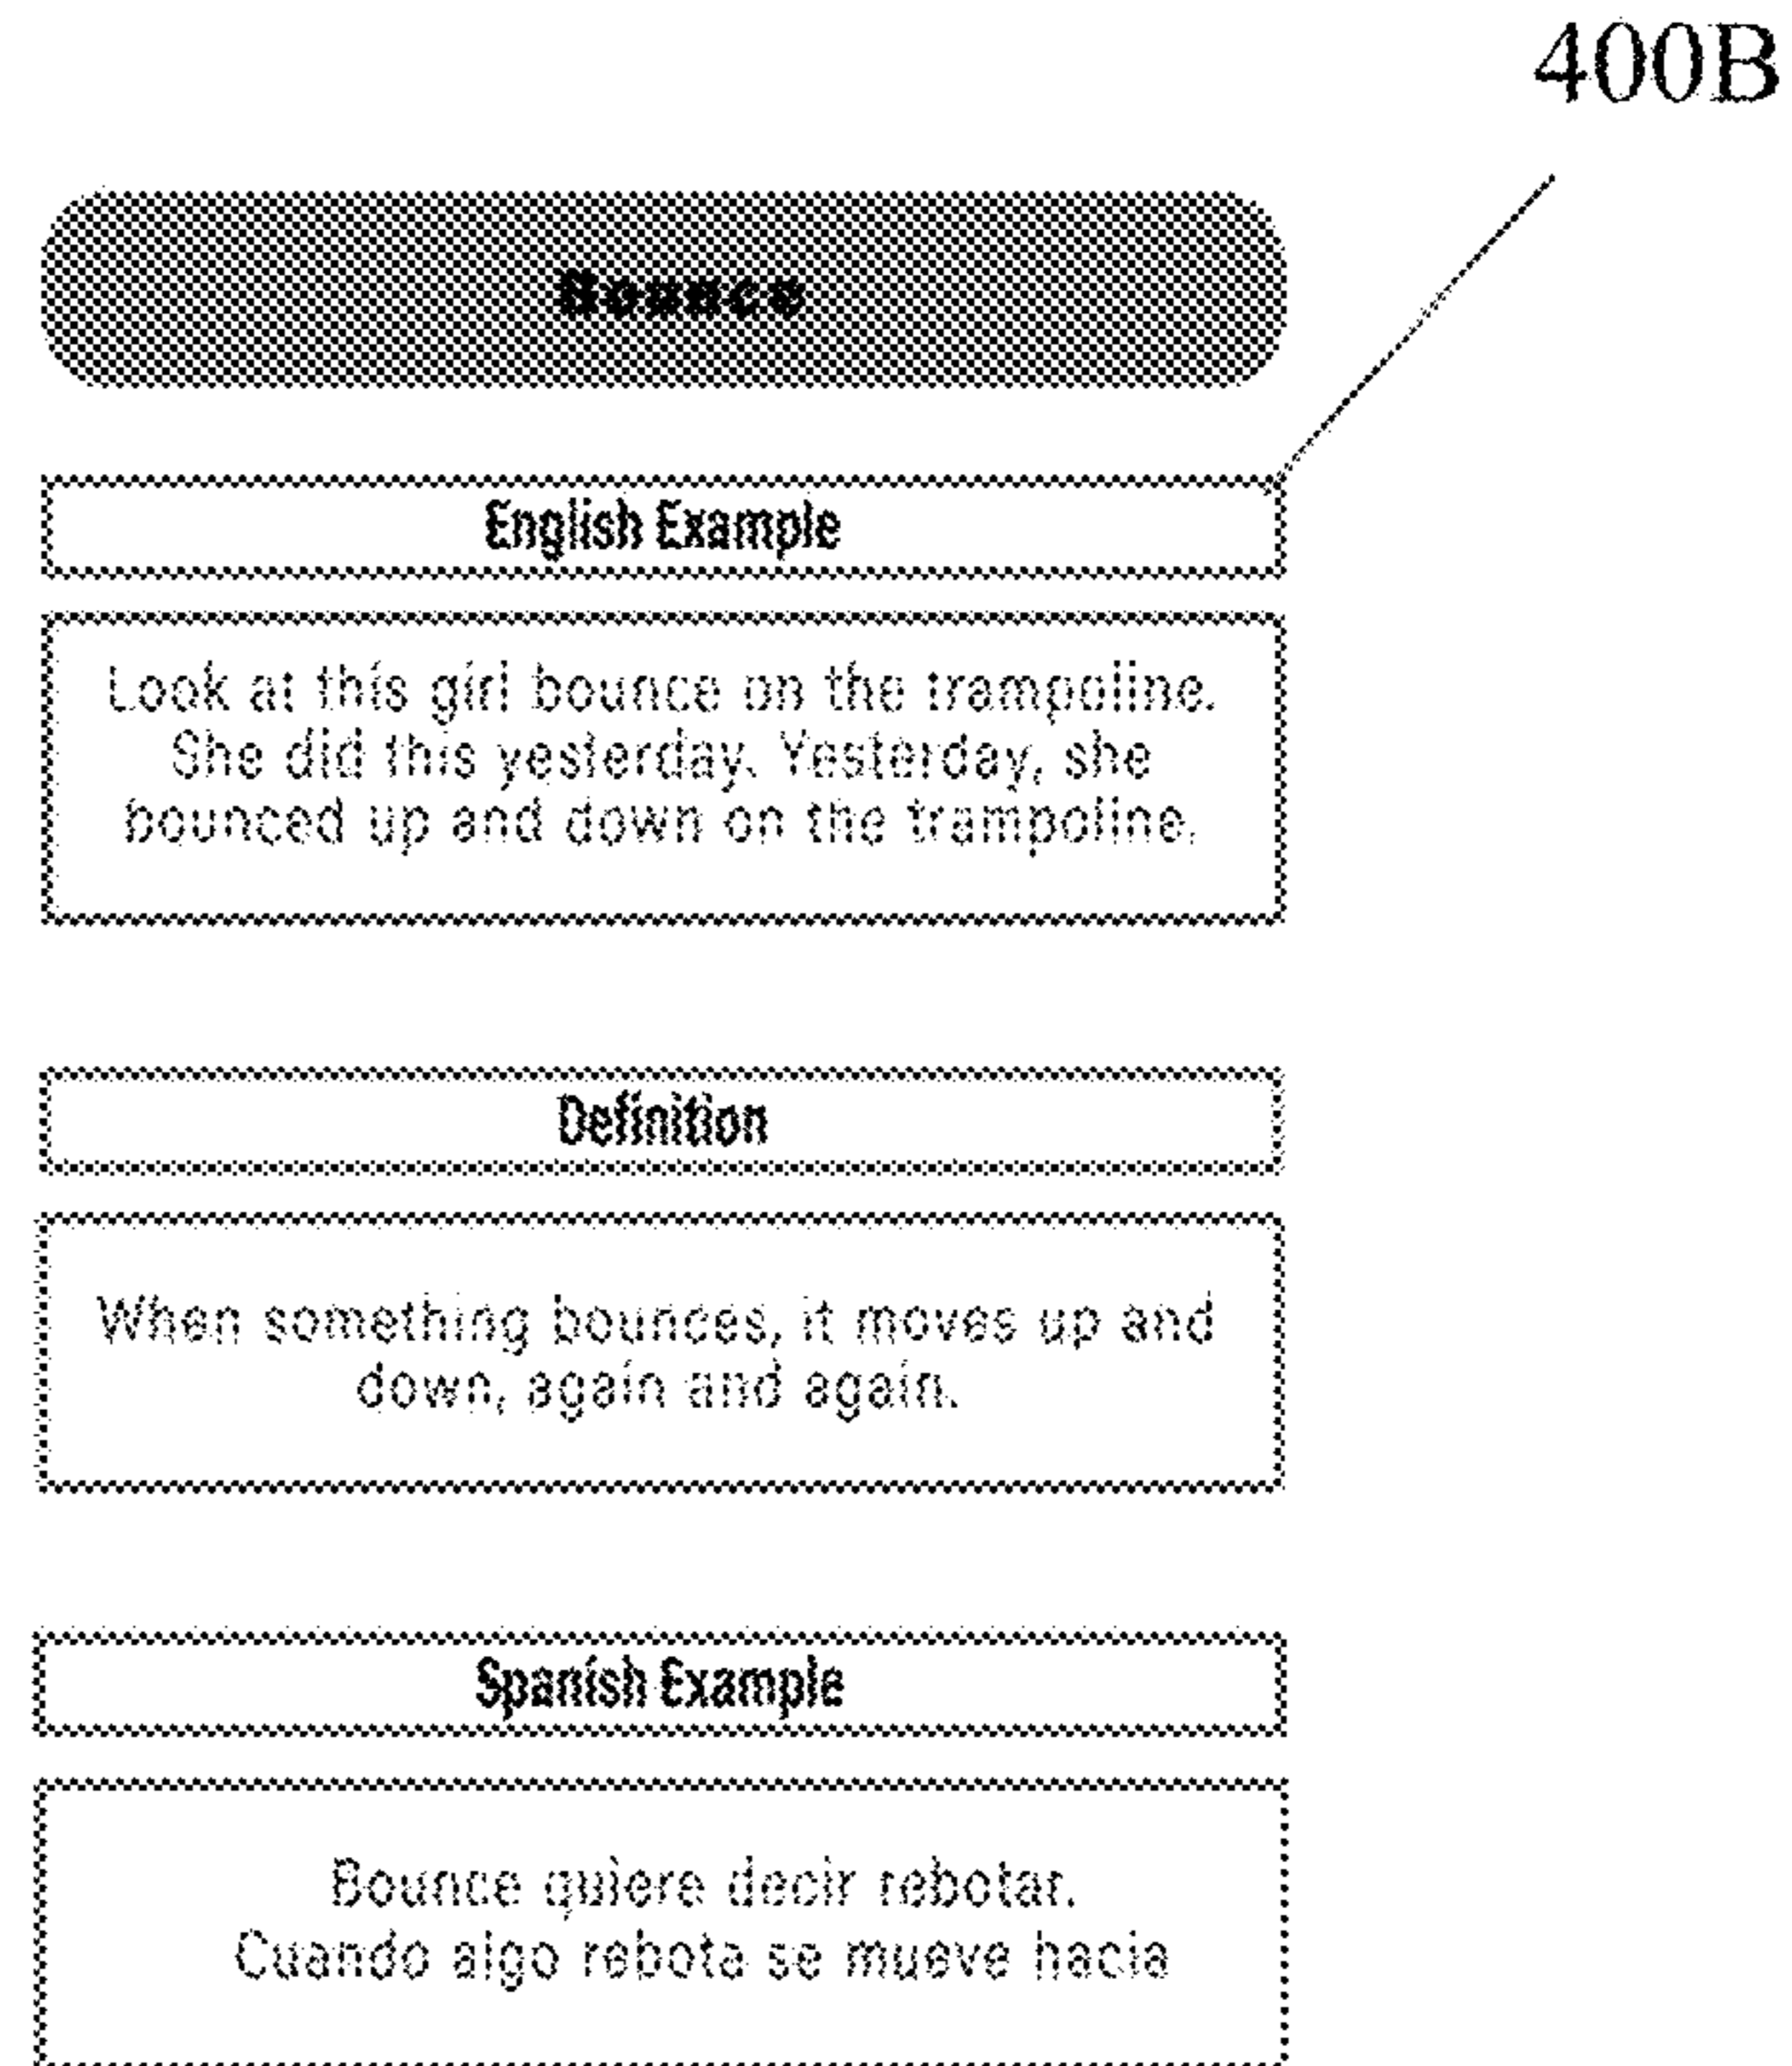 400B
Bounce
English Example
Look at this girl bounce on the trampoline.
She did this yesterday. Yesterday, she
bounced up and down on the trampoline.
Definition
When something bounces, it moves up and
down, again and again.
Spanish Example
Bounce quiere decir rebotar.
Cuando algo rebota se mueve hacia